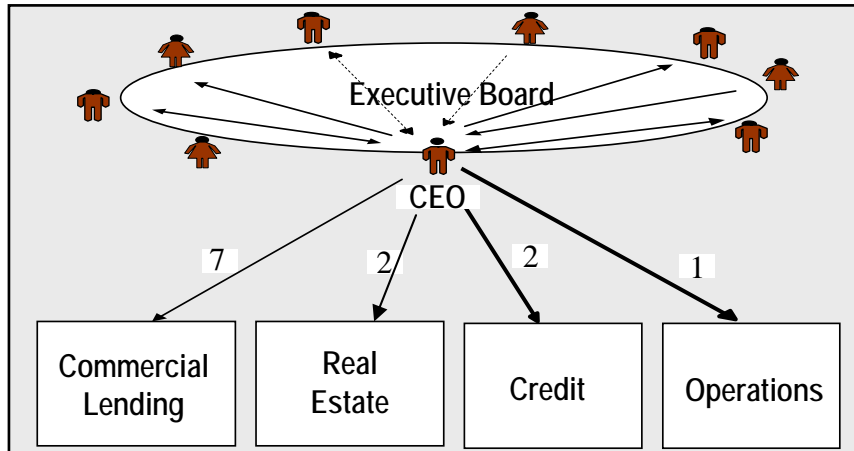 Executive Board
CEO
7
2
2
1
Commercial
Lending
Real
Estate
Credit
Operations